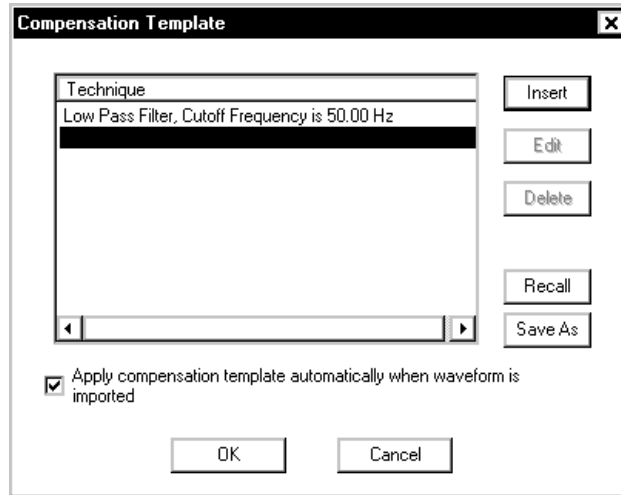 Compensation Template
Technique
Insert
Low Pass Filter, Cutoff Frequency is 50.00 Hz
Edit
Delete
Recall
Save As
Apply compensation template automatically when waveform is
imported
OK
Cancel